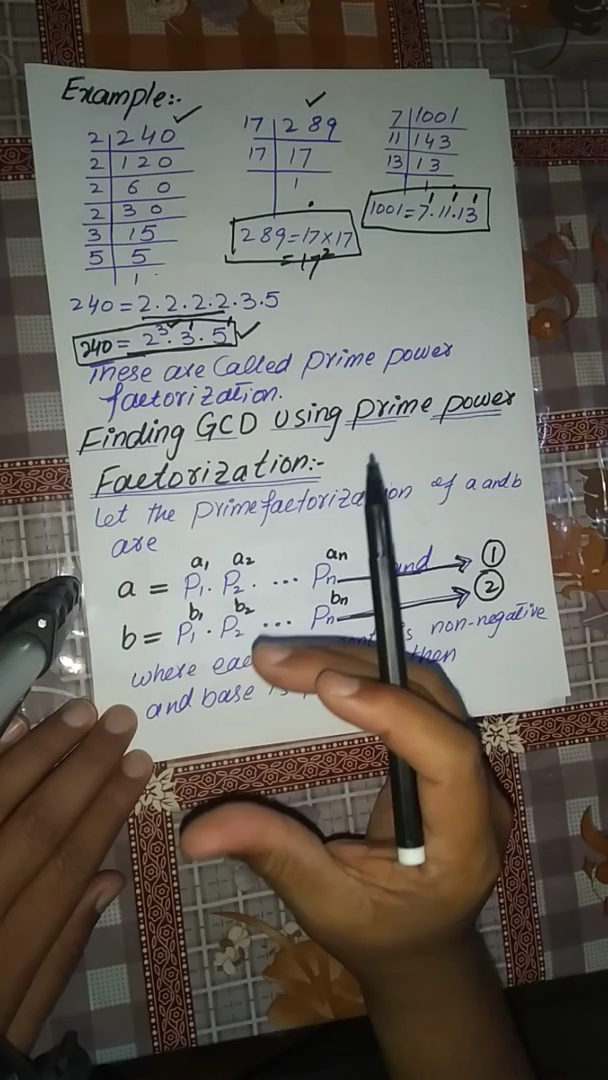 Example:-
2 | 240
2 | 120
2 | 60
2 | 30
3 | 15
5 | 5
1
17 | 289
17 | 17
1
289=17×17
=17²
7 | 1001
11 | 143
13 | 13
1
1001=7.11.13
240=2.2.2.2.3.5
240=2³.3.5
These are Called prime power
factorization.
Finding GCD Using prime power
Factorization:-
Let the prime factorization of a and b
are
a = P₁^a₁ . P₂^a₂ . ... Pₙ^an and ①
b = P₁^b₁ . P₂^b₂ ... Pₙ^bn ②
where is non-negative
and base is then